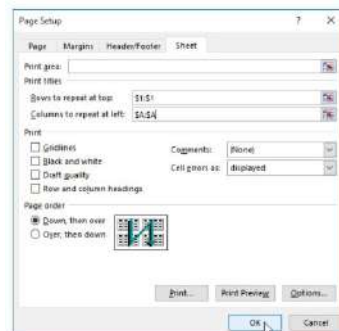 Page Setup ? ×
Page Margins Header/Footer Sheet
Print area:
Print titles
Rows to repeat at top: $1:$1
Columns to repeat at left: $A:$A
Print
Gridlines
Black and white
Draft quality
Row and column headings
Comments: (None)
Cell errors as: displayed
Page order
Down, then over
Over, then down
Print... Print Preview Options...
OK Cancel